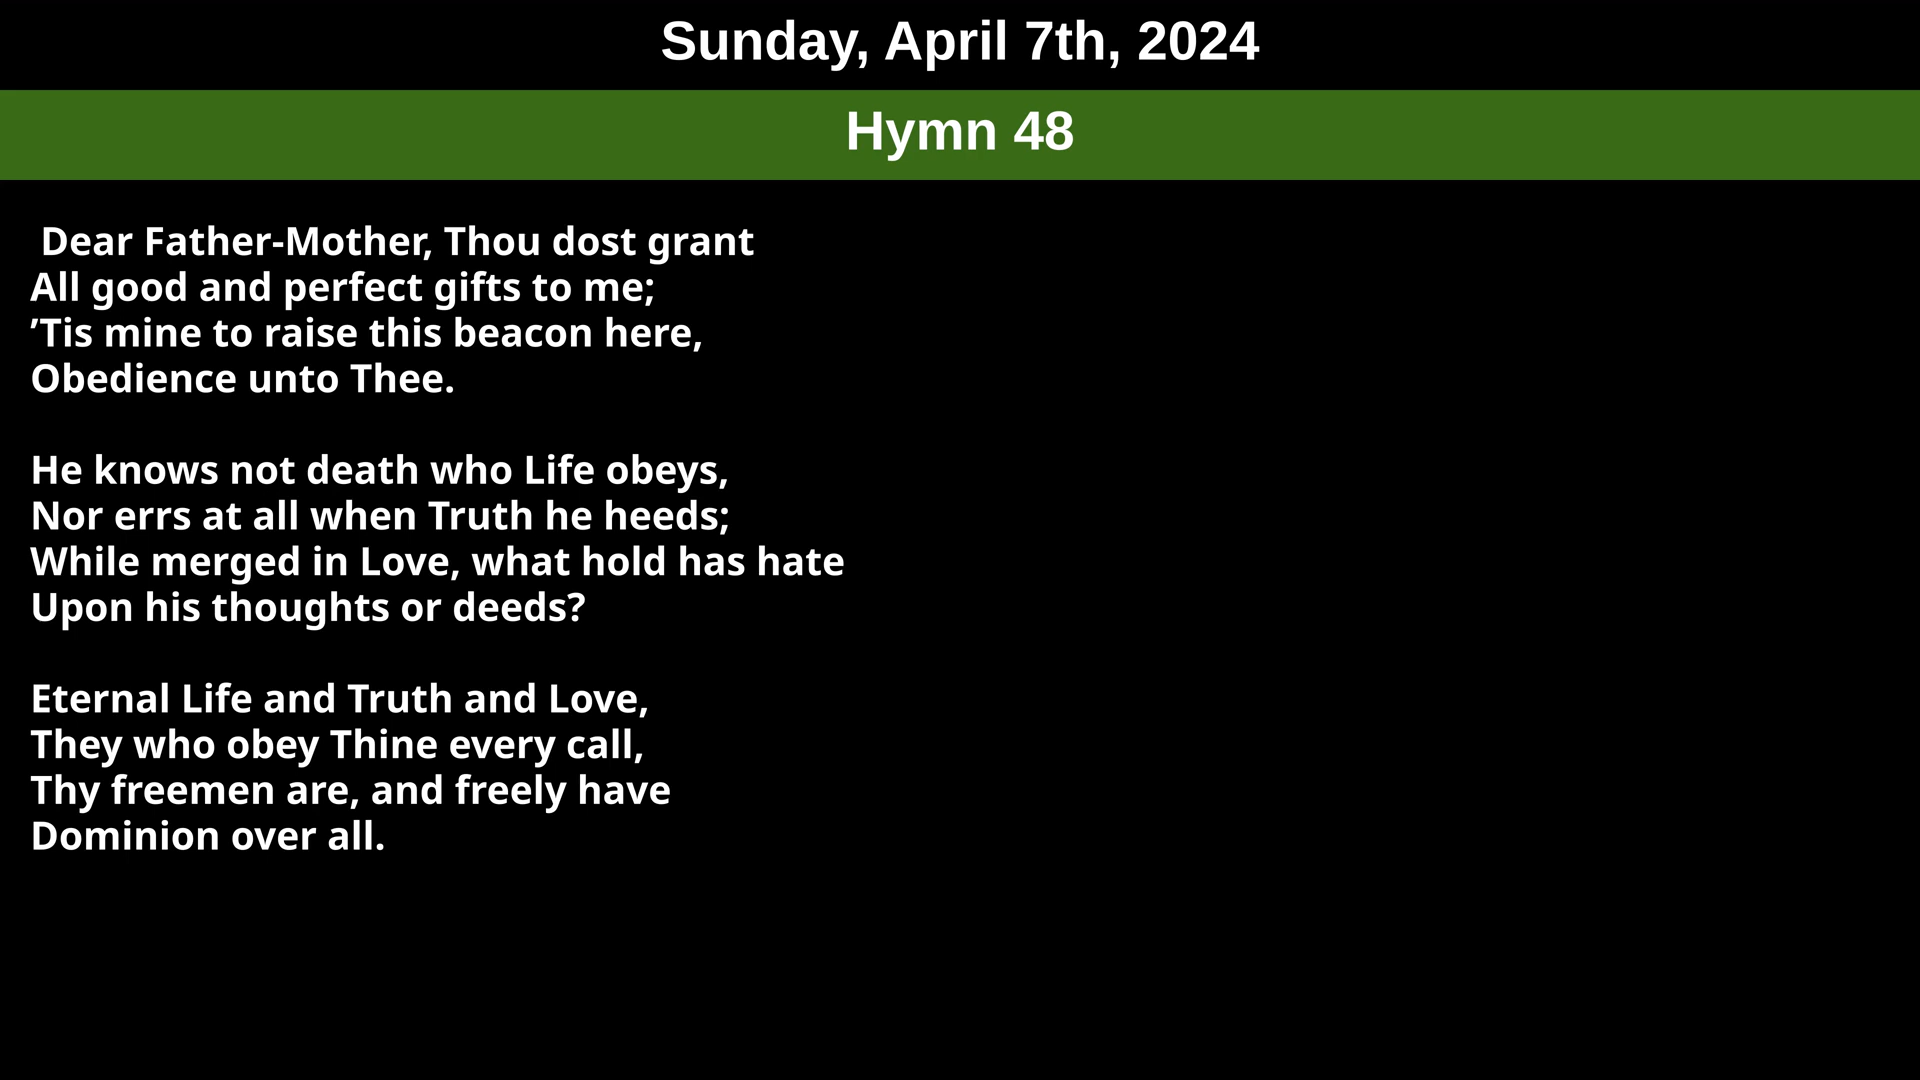 Sunday, April 7th, 2024
Hymn 48
Dear Father-Mother, Thou dost grant
All good and perfect gifts to me;
’Tis mine to raise this beacon here,
Obedience unto Thee.
He knows not death who Life obeys,
Nor errs at all when Truth he heeds;
While merged in Love, what hold has hate
Upon his thoughts or deeds?
Eternal Life and Truth and Love,
They who obey Thine every call,
Thy freemen are, and freely have
Dominion over all.